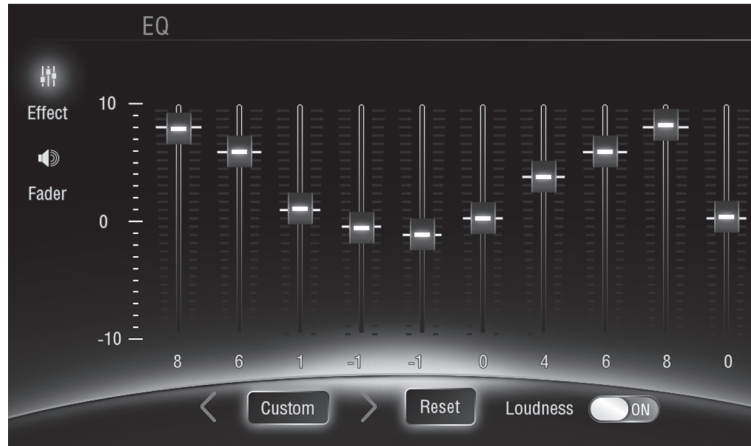 EQ
Effect
Fader
10
0
-10
8 6 1 -1 -1 0 4 6 8 0
Custom Reset Loudness ON